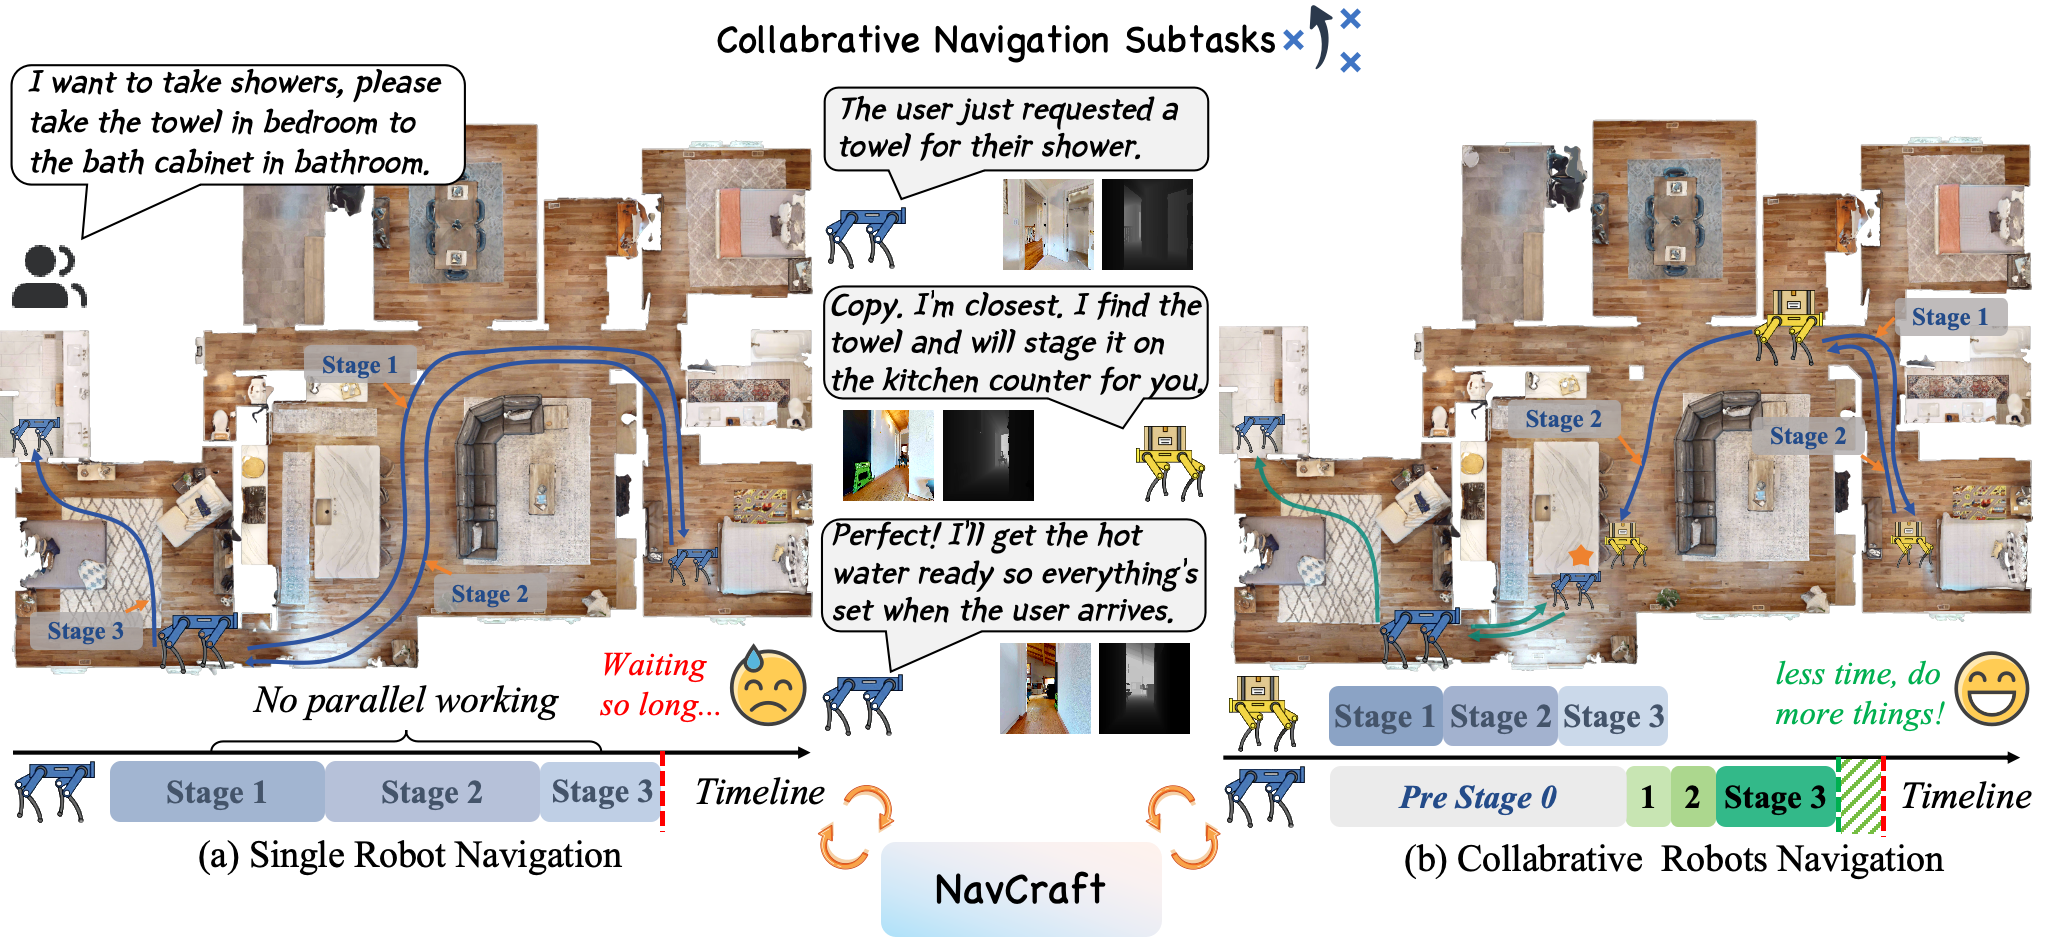 Collabrative Navigation Subtasks
I want to take showers, please
take the towel in bedroom to
the bath cabinet in bathroom.
Stage 1
Stage 2
Stage 3
No parallel working
Waiting
so long...
Stage 1
Stage 2
Stage 3
Timeline
(a) Single Robot Navigation
The user just requested a
towel for their shower.
Copy. I'm closest. I find the
towel and will stage it on
the kitchen counter for you.
Perfect! I'll get the hot
water ready so everything's
set when the user arrives.
NavCraft
Stage 1
Stage 2
Stage 2
less time, do
more things!
Stage 1
Stage 2
Stage 3
Pre Stage 0
1
2
Stage 3
Timeline
(b) Collabrative Robots Navigation